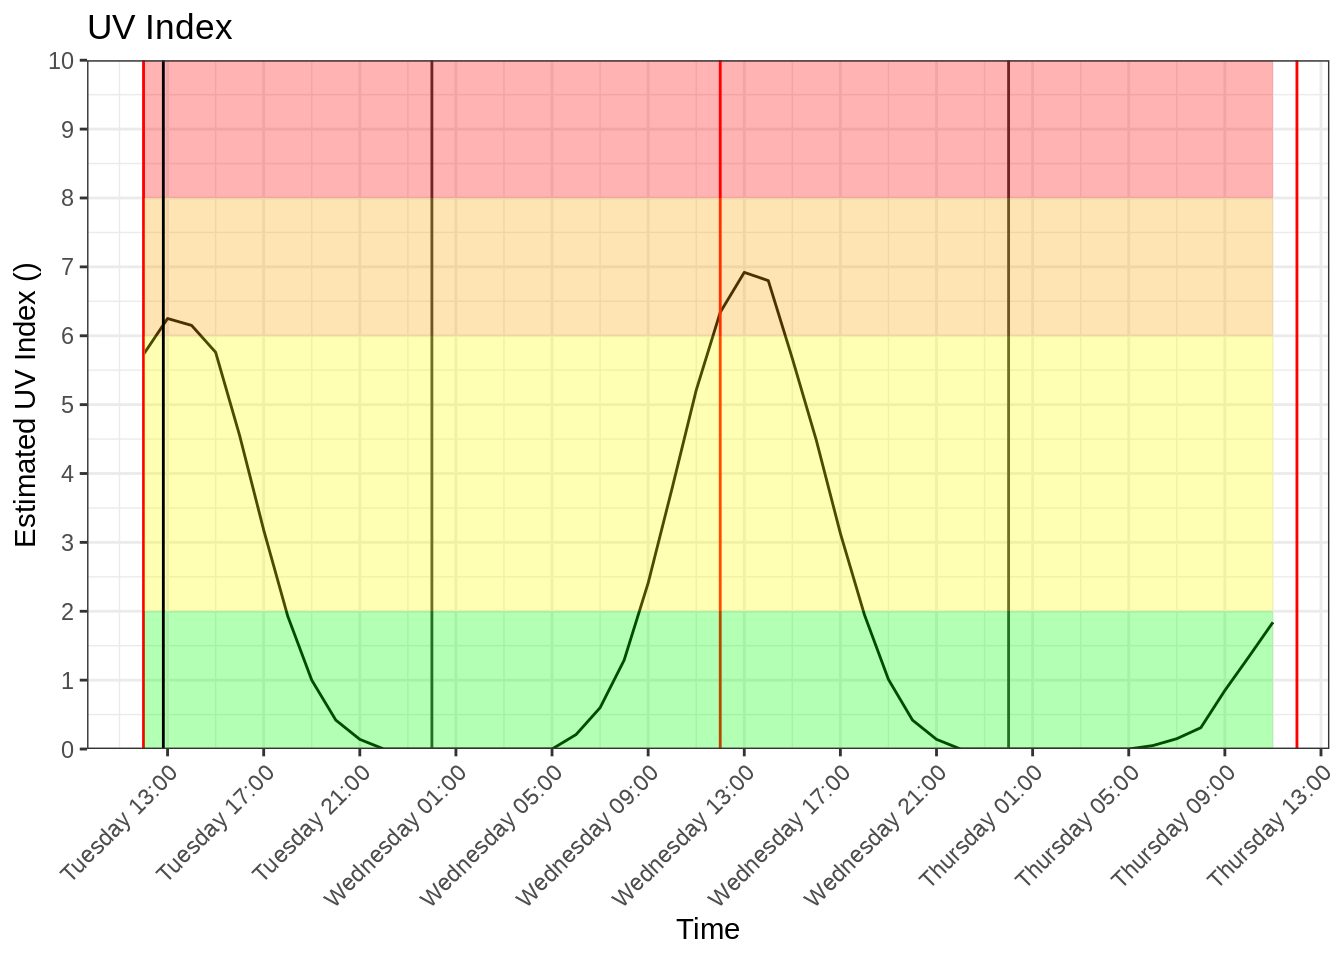 UV Index
Estimated UV Index ()
10
9
8
7
6
5
4
3
2
1
0
Tuesday 13:00
Tuesday 17:00
Tuesday 21:00
Wednesday 01:00
Wednesday 05:00
Wednesday 09:00
Wednesday 13:00
Wednesday 17:00
Wednesday 21:00
Thursday 01:00
Thursday 05:00
Thursday 09:00
Thursday 13:00
Time